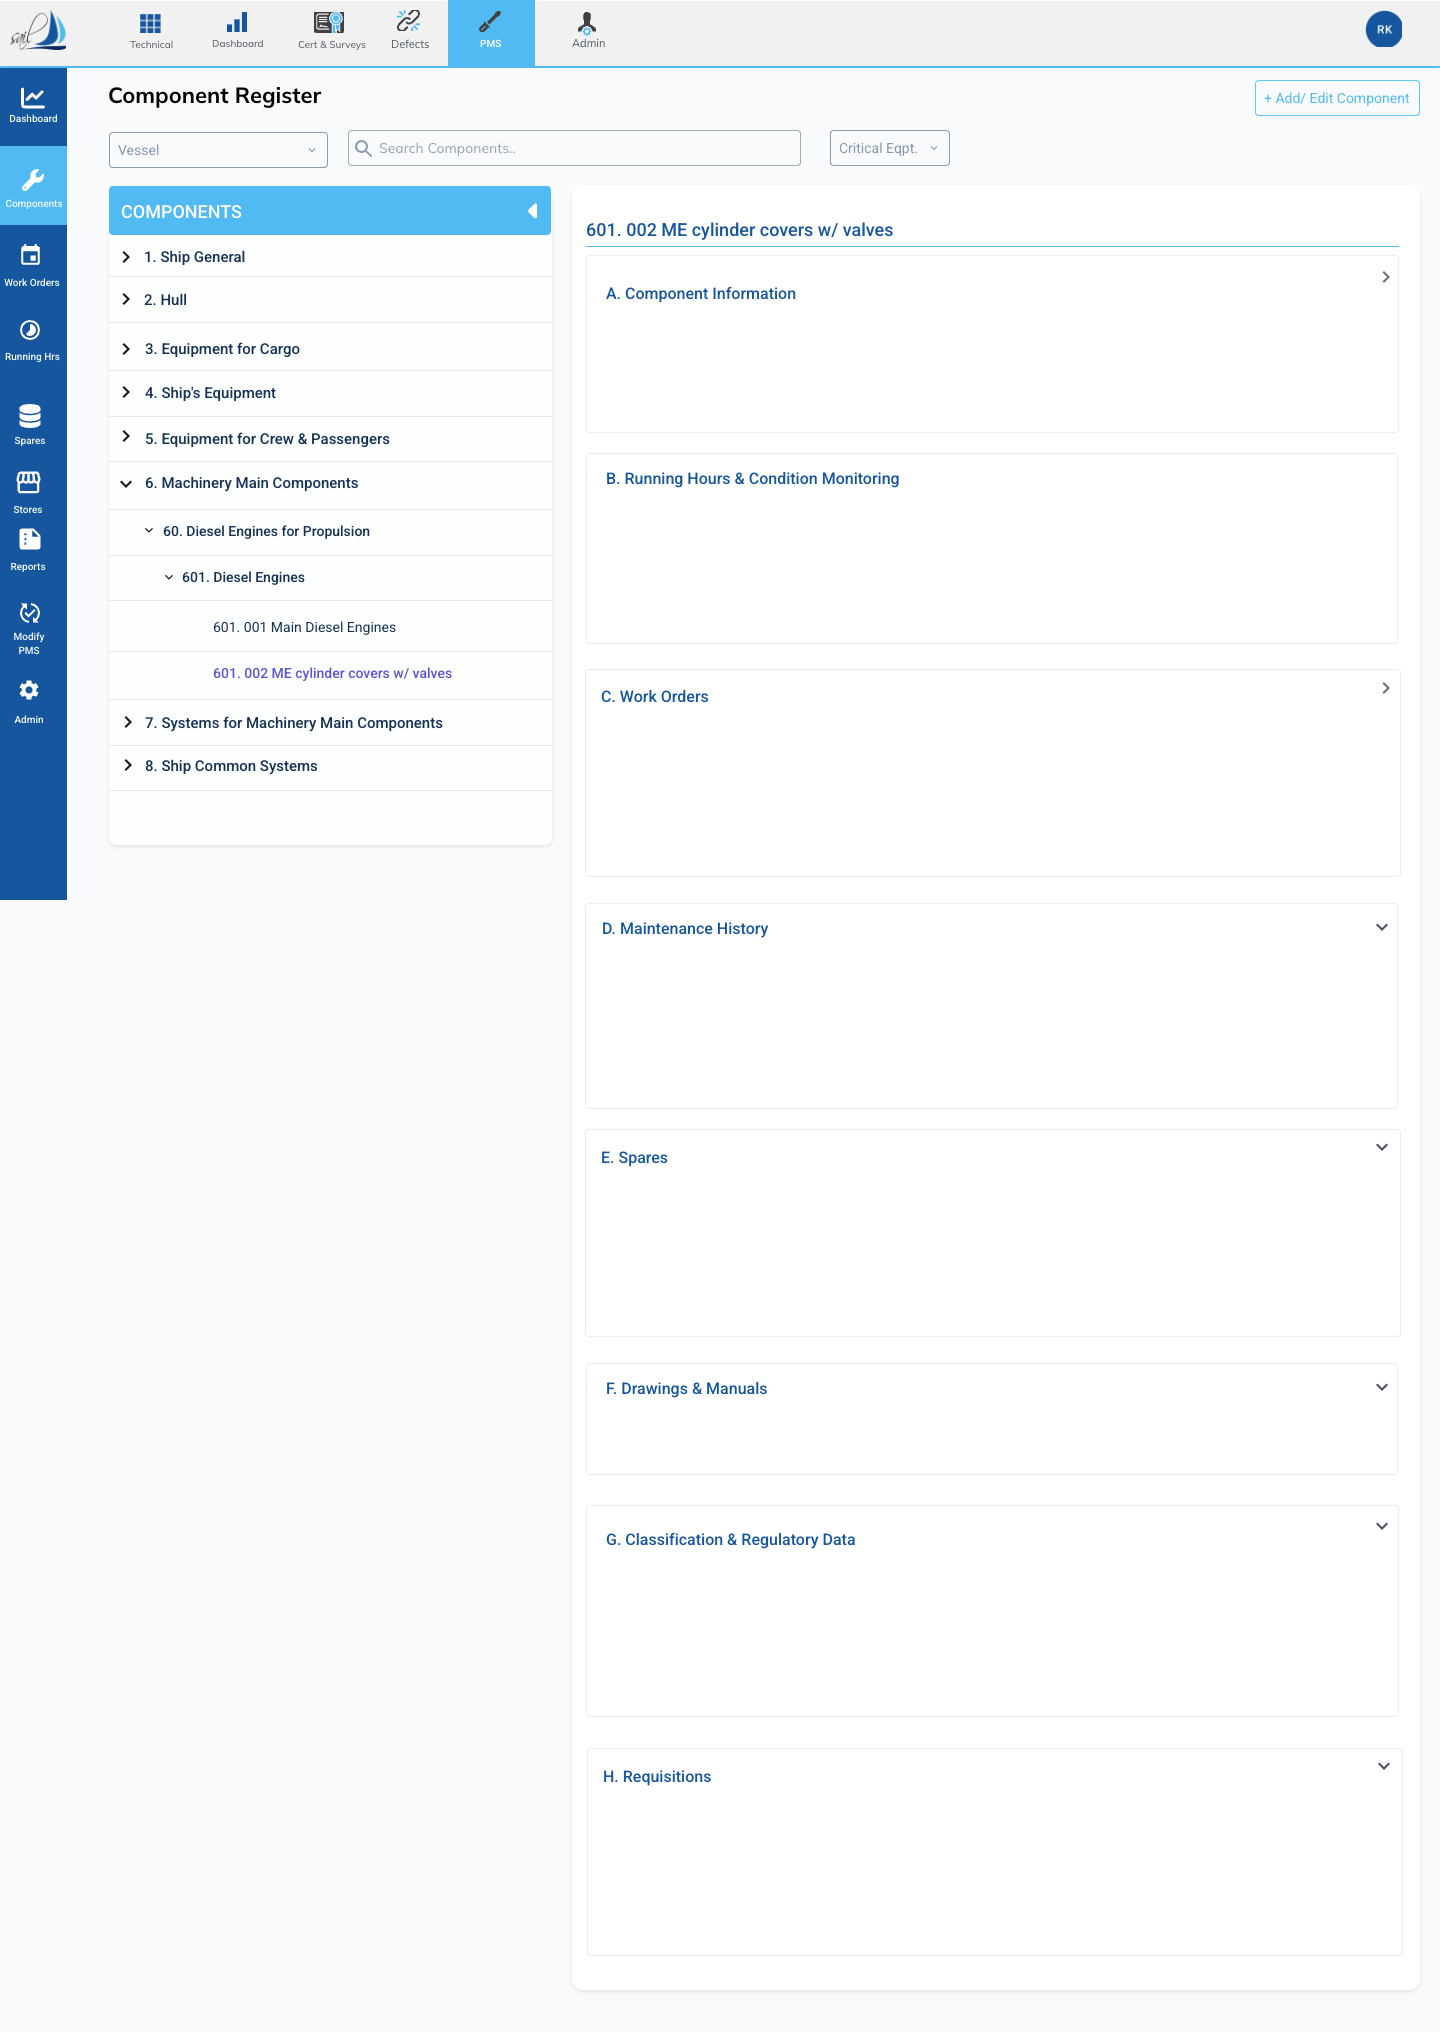 sail
Technical
Dashboard
Cert & Surveys
Defects
PMS
Admin
RK
Dashboard
Components
Work Orders
Running Hrs
Spares
Stores
Reports
Modify
PMS
Admin
Component Register
+ Add/ Edit Component
Vessel
Search Components..
Critical Eqpt.
COMPONENTS
1. Ship General
2. Hull
3. Equipment for Cargo
4. Ship's Equipment
5. Equipment for Crew & Passengers
6. Machinery Main Components
60. Diesel Engines for Propulsion
601. Diesel Engines
601. 001 Main Diesel Engines
601. 002 ME cylinder covers w/ valves
7. Systems for Machinery Main Components
8. Ship Common Systems
601. 002 ME cylinder covers w/ valves
A. Component Information
B. Running Hours & Condition Monitoring
C. Work Orders
D. Maintenance History
E. Spares
F. Drawings & Manuals
G. Classification & Regulatory Data
H. Requisitions